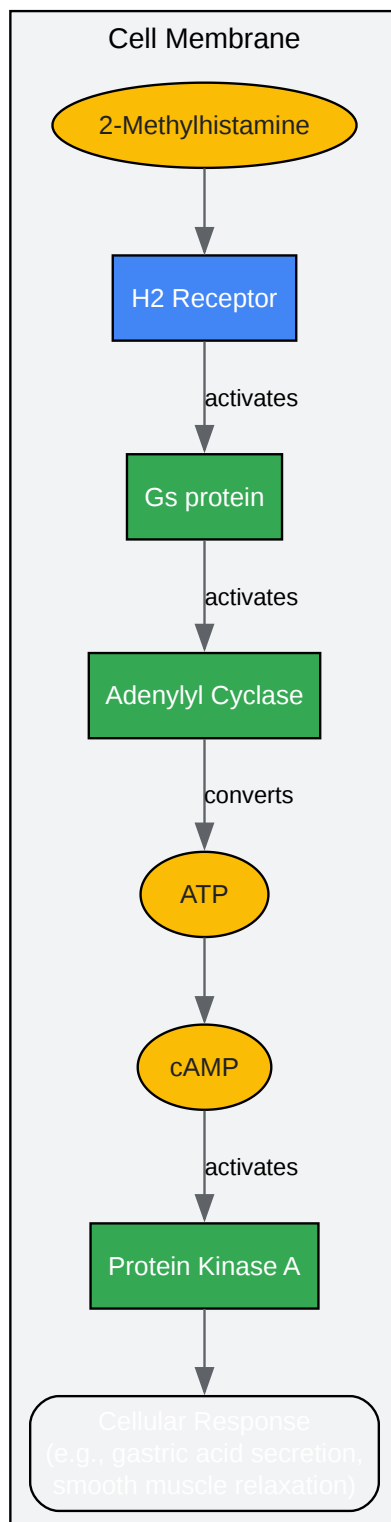 Cell Membrane
2-Methylhistamine
H2 Receptor
activates
Gs protein
activates
Adenylyl Cyclase
converts
ATP
cAMP
activates
Protein Kinase A
Cellular Response
(e.g., gastric acid secretion,
smooth muscle relaxation)